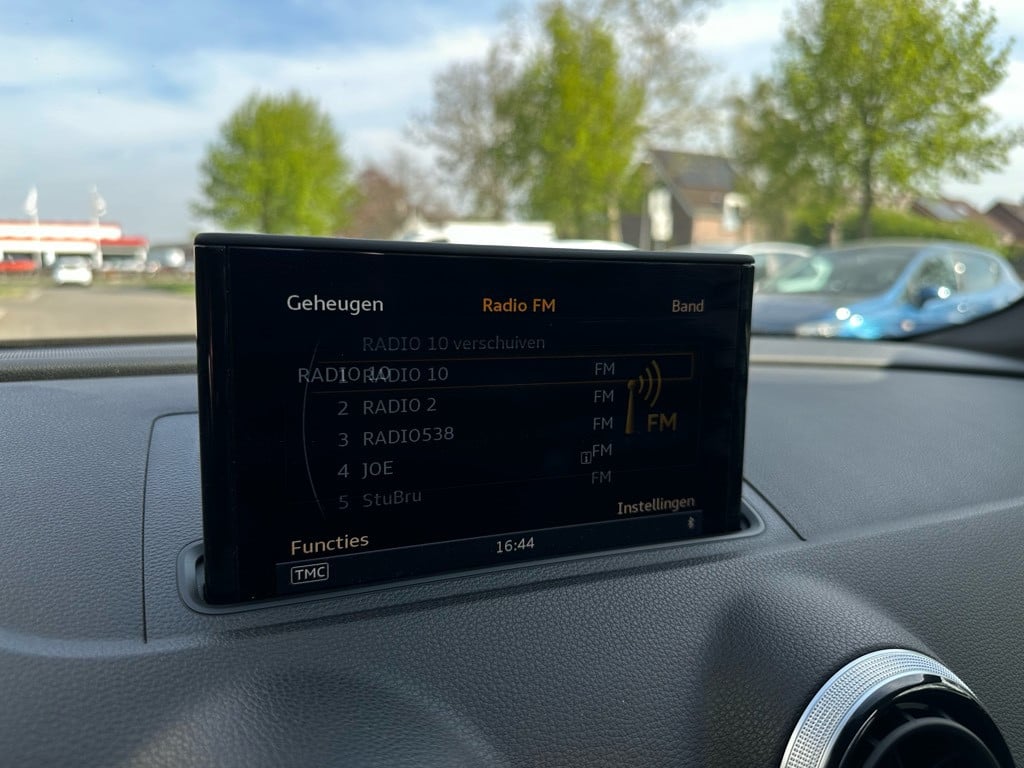 Geheugen Radio FM Band
RADIO 10 verschuiven
RADIO 10
1 RADIO 10 FM
2 RADIO 2 FM
3 RADIO538 FM
4 JOE FM
5 StuBru FM
FM
Instellingen
Functies
TMC 16:44